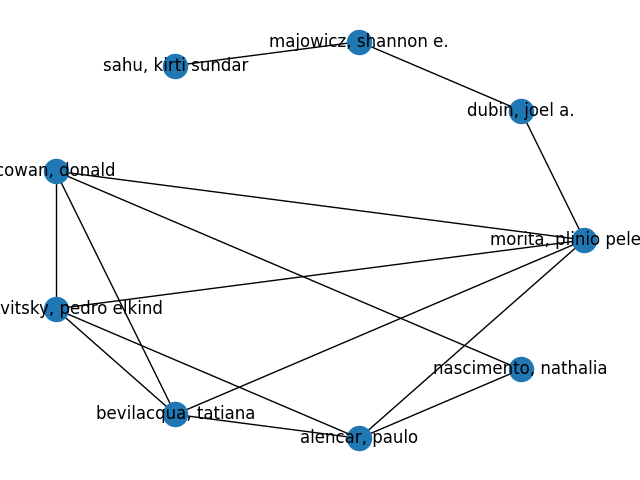 majowicz, shannon e.
sahu, kirti sundar
dubin, joel a.
cowan, donald
morita, plinio pele
vitsky, pedro elkind
nascimento, nathalia
bevilacqua, tatiana
alencar, paulo